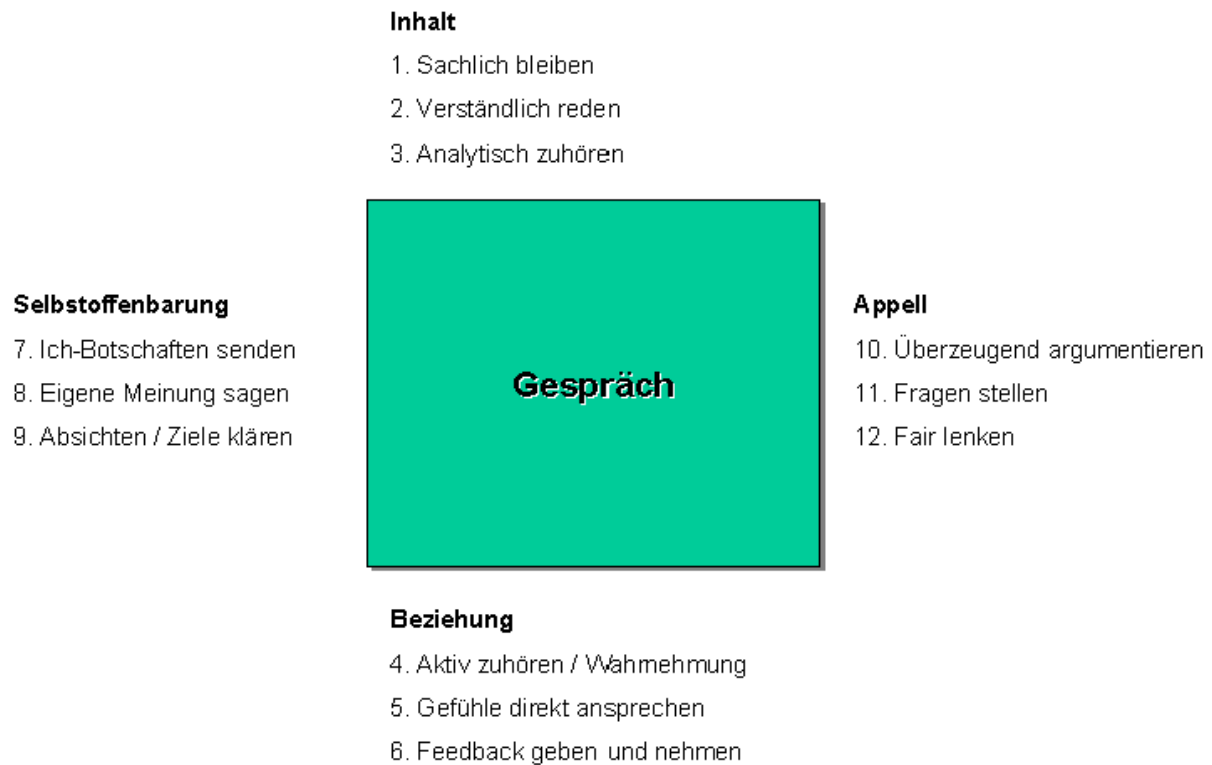 Inhalt
1. Sachlich bleiben
2. Verständlich reden
3. Analytisch zuhören
Selbstoffenbarung
7. Ich-Botschaften senden
8. Eigene Meinung sagen
9. Absichten / Ziele klären
Gespräch
Appell
10. Überzeugend argumentieren
11. Fragen stellen
12. Fair lenken
Beziehung
4. Aktiv zuhören / Wahrnehmung
5. Gefühle direkt ansprechen
6. Feedback geben und nehmen